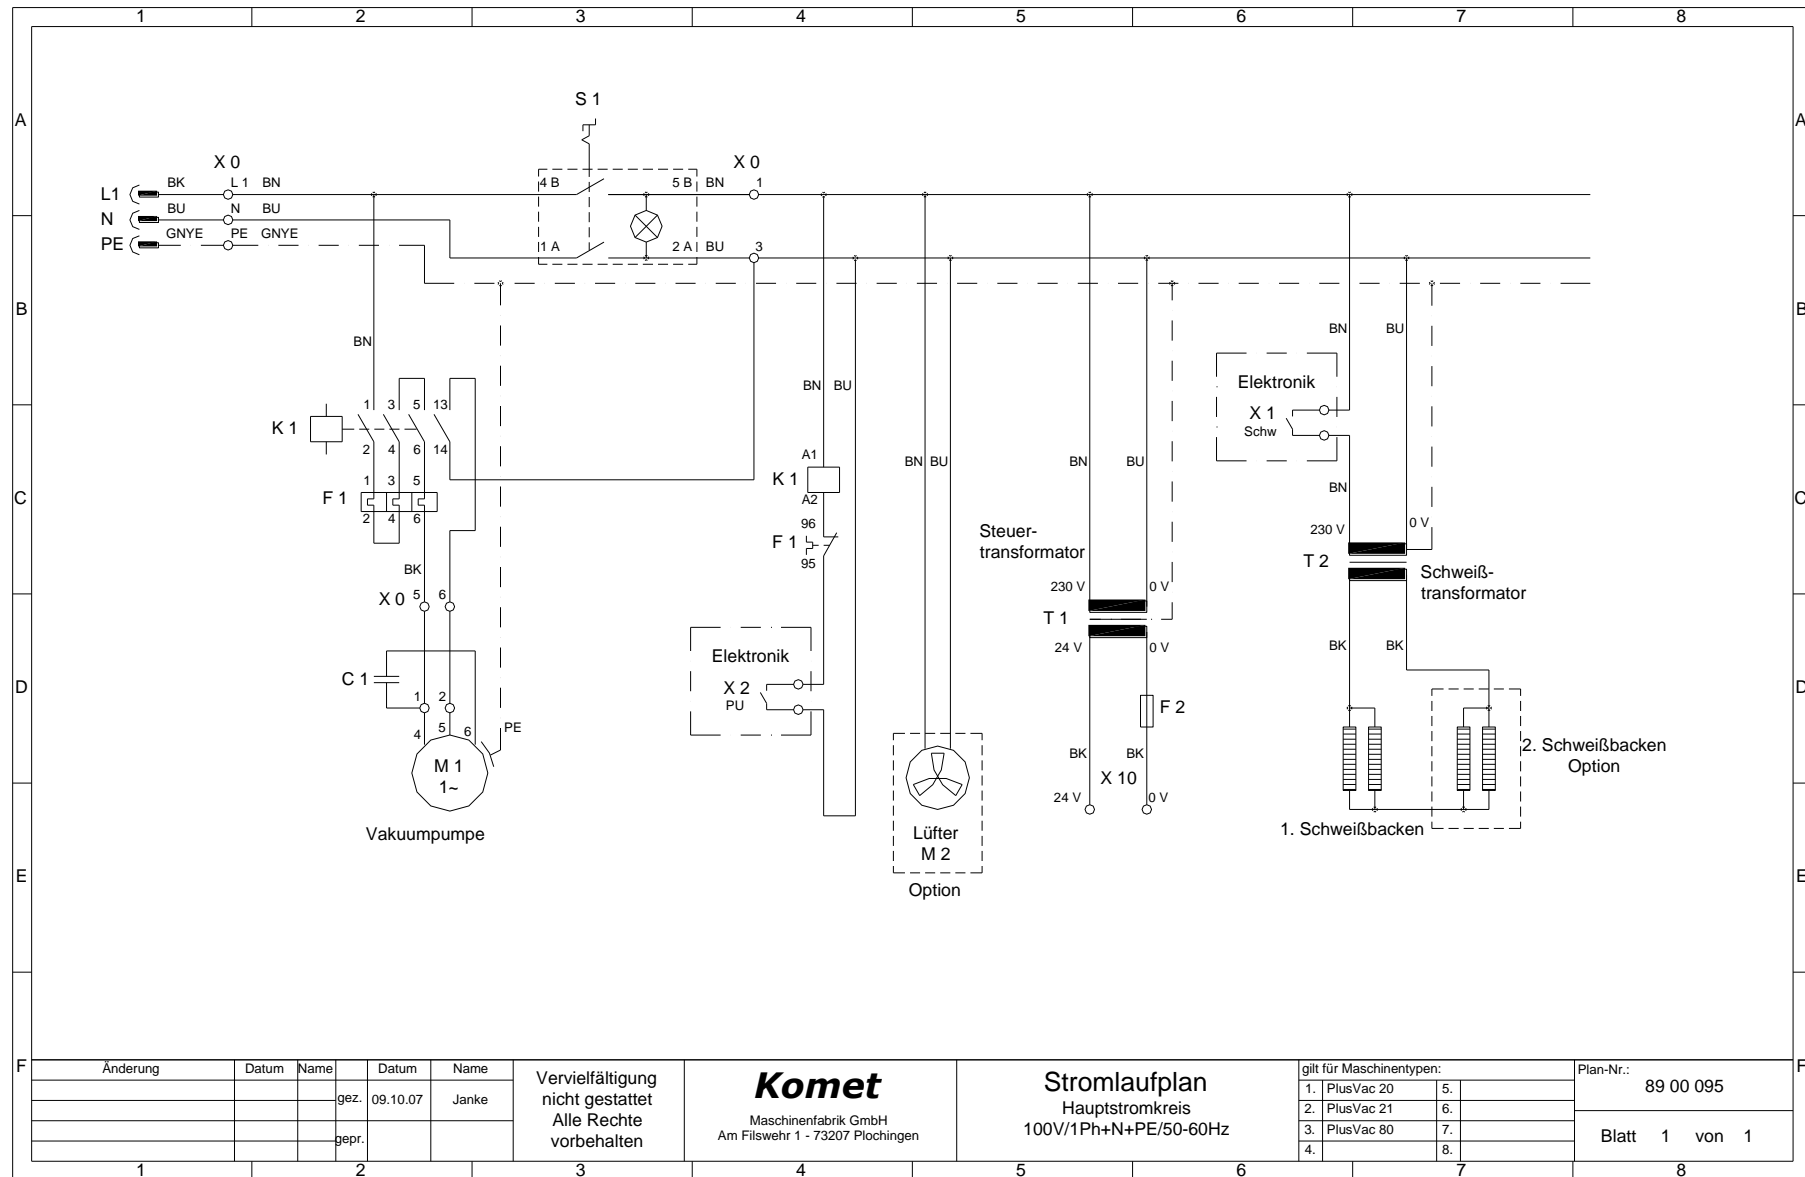 1 2 3 4 5 6 7 8
A A
B B
C C
D D
E E
F F
S 1
X 0 X 0
L1 BK L 1 BN 4 B 5 B BN 1
N BU N BU
PE GNYE PE GNYE 1 A 2 A BU 3
BN
K 1
1 3 5 13
2 4 6 14
F 1
1 3 5
2 4 6
BK
X 0 5 6
C 1
1 2
4 5 6 PE
M 1
1~
Vakuumpumpe
BN BU
A1
K 1
A2
96
F 1
95
Elektronik
X 2
PU
BN BU
Lüfter
M 2
Option
BN BU
Steuer-
transformator
230 V 0 V
T 1
24 V 0 V
F 2
BK BK
X 10
24 V 0 V
BN BU
Elektronik
X 1
Schw
BN
230 V 0 V
T 2
Schweiß-
transformator
BK BK
2. Schweißbacken
Option
1. Schweißbacken
Änderung Datum Name Datum Name
gez. 09.10.07 Janke
gepr.
Vervielfältigung
nicht gestattet
Alle Rechte
vorbehalten
Komet
Maschinenfabrik GmbH
Am Filswehr 1 - 73207 Plochingen
Stromlaufplan
Hauptstromkreis
100V/1Ph+N+PE/50-60Hz
gilt für Maschinentypen:
1. PlusVac 20 5.
2. PlusVac 21 6.
3. PlusVac 80 7.
4. 8.
Plan-Nr.:
89 00 095
Blatt 1 von 1
1 2 3 4 5 6 7 8